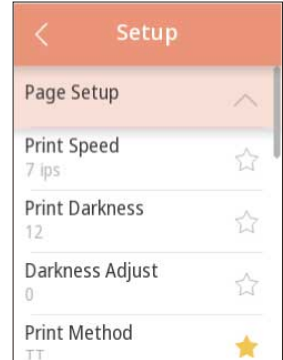 Setup
Page Setup
Print Speed
7 ips
Print Darkness
12
Darkness Adjust
0
Print Method
TT